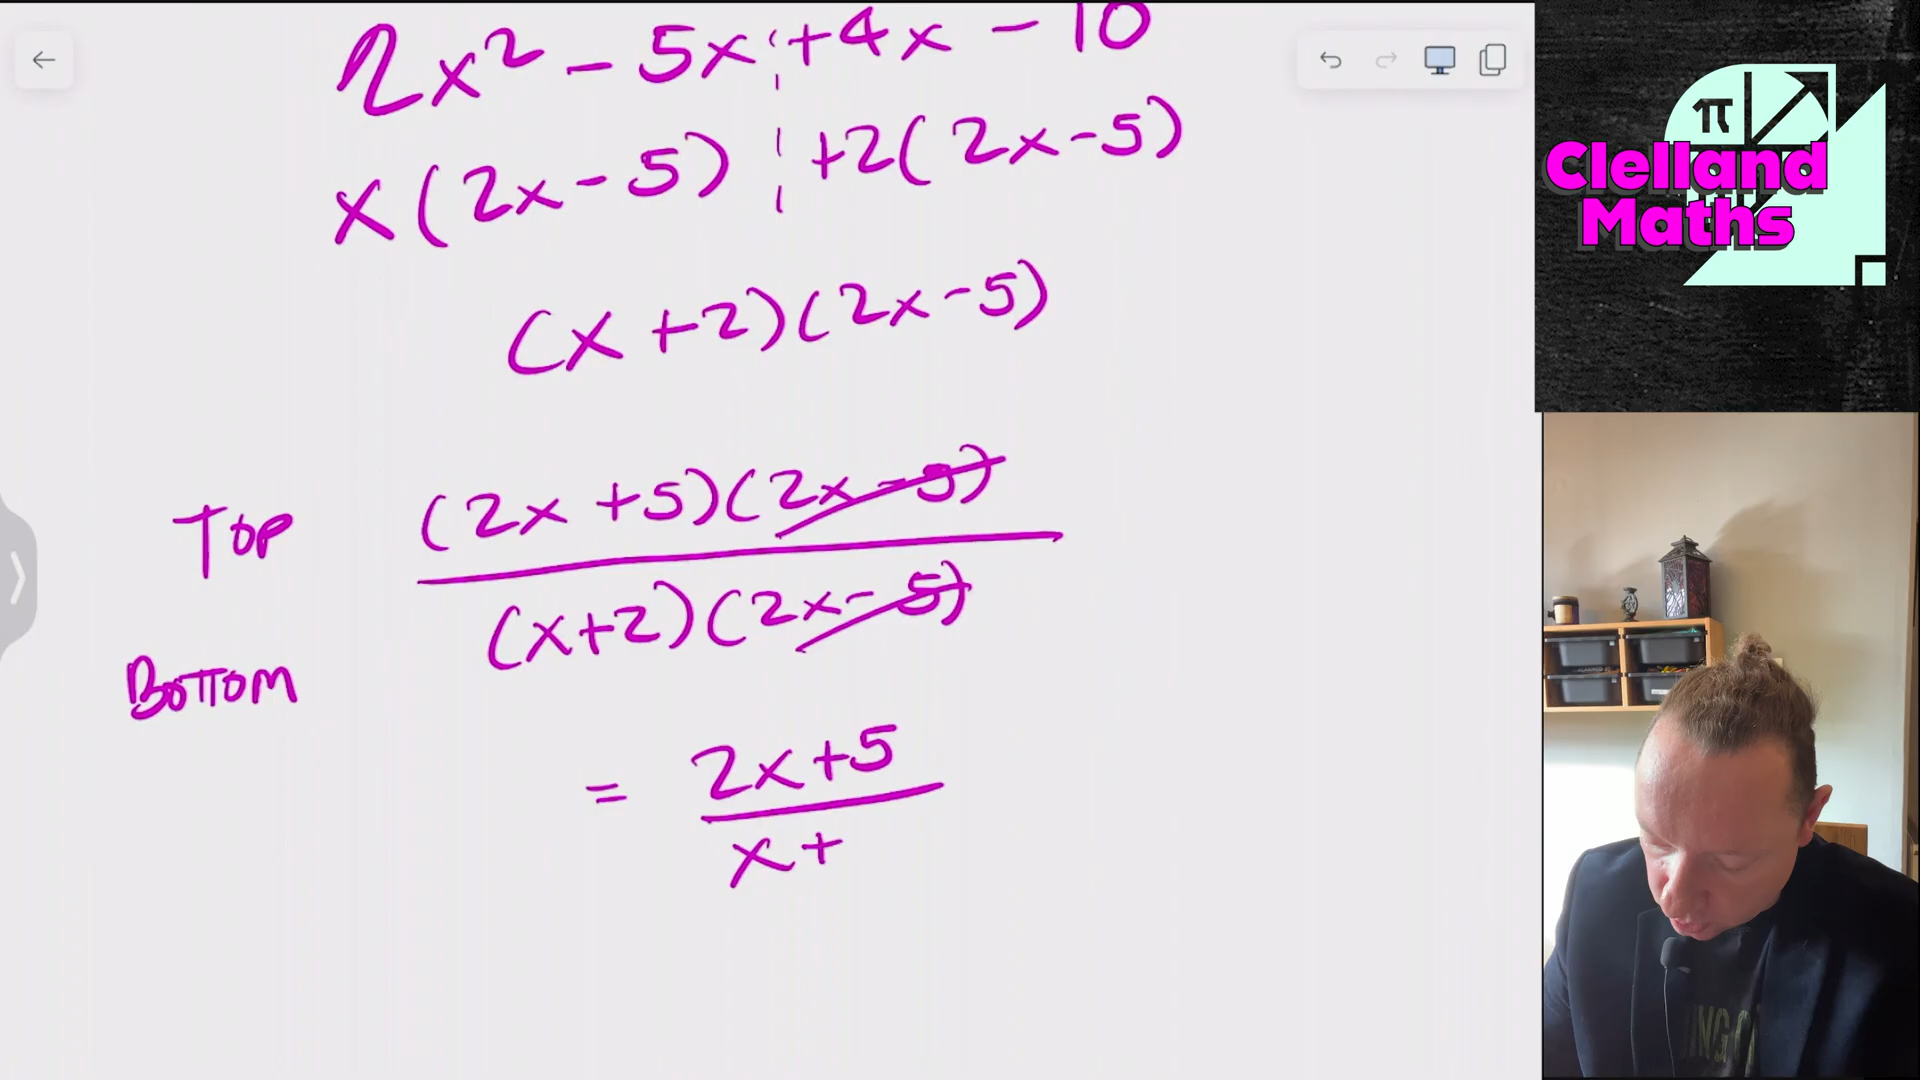 2x² - 5x + 4x - 10
x(2x-5) +2(2x-5)
(x+2)(2x-5)
Top
(2x+5)(2x-5)
(x+2)(2x-5)
Bottom
= 2x+5
x+
π
Clelland
Maths